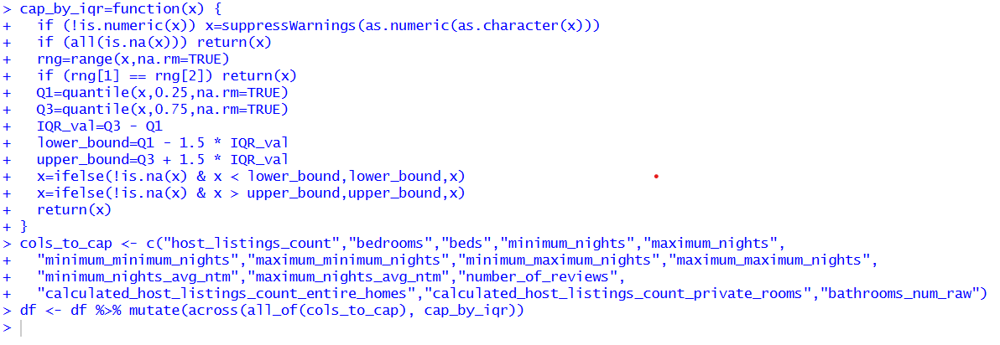 > cap_by_iqr=function(x) {
+   if (!is.numeric(x)) x=suppressWarnings(as.numeric(as.character(x)))
+   if (all(is.na(x))) return(x)
+   rng=range(x,na.rm=TRUE)
+   if (rng[1] == rng[2]) return(x)
+   Q1=quantile(x,0.25,na.rm=TRUE)
+   Q3=quantile(x,0.75,na.rm=TRUE)
+   IQR_val=Q3 - Q1
+   lower_bound=Q1 - 1.5 * IQR_val
+   upper_bound=Q3 + 1.5 * IQR_val
+   x=ifelse(!is.na(x) & x < lower_bound,lower_bound,x)
+   x=ifelse(!is.na(x) & x > upper_bound,upper_bound,x)
+   return(x)
+ }
> cols_to_cap <- c("host_listings_count","bedrooms","beds","minimum_nights","maximum_nights",
+   "minimum_minimum_nights","maximum_minimum_nights","minimum_maximum_nights","maximum_maximum_nights",
+   "minimum_nights_avg_ntm","maximum_nights_avg_ntm","number_of_reviews",
+   "calculated_host_listings_count_entire_homes","calculated_host_listings_count_private_rooms","bathrooms_num_raw")
> df <- df %>% mutate(across(all_of(cols_to_cap), cap_by_iqr))
>